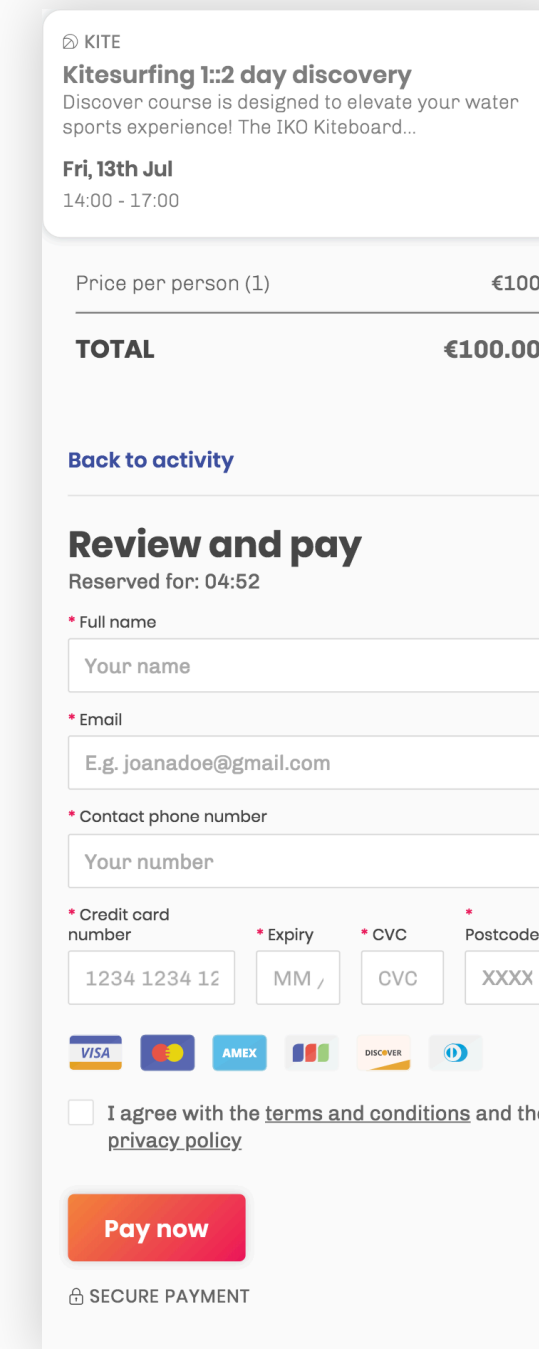 KITE
Kitesurfing 1::2 day discovery
Discover course is designed to elevate your water
sports experience! The IKO Kiteboard...
Fri, 13th Jul
14:00 - 17:00
Price per person (1) €100
TOTAL €100.00
Back to activity
Review and pay
Reserved for: 04:52
* Full name
Your name
* Email
E.g. joanadoe@gmail.com
* Contact phone number
Your number
* Credit card
number
* Expiry
* CVC
*
Postcode
1234 1234 12
MM /
CVC
XXXX
VISA
AMEX
DISCOVER
I agree with the terms and conditions and the
privacy policy
Pay now
SECURE PAYMENT